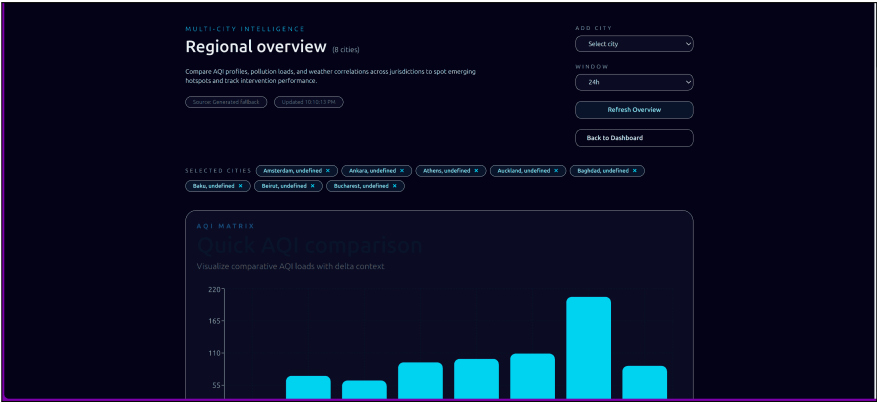 MULTI-CITY INTELLIGENCE
Regional overview (8 cities)
Compare AQI profiles, pollution loads, and weather correlations across jurisdictions to spot emerging
hotspots and track intervention performance.
Source: Generated fallback
Updated 10:10:13 PM
ADD CITY
Select city
WINDOW
24h
Refresh Overview
Back to Dashboard
SELECTED CITIES Amsterdam, undefined × Ankara, undefined × Athens, undefined × Auckland, undefined × Baghdad, undefined ×
Baku, undefined × Beirut, undefined × Bucharest, undefined ×
AQI MATRIX
Quick AQI comparison
Visualize comparative AQI loads with delta context
220
165
110
55